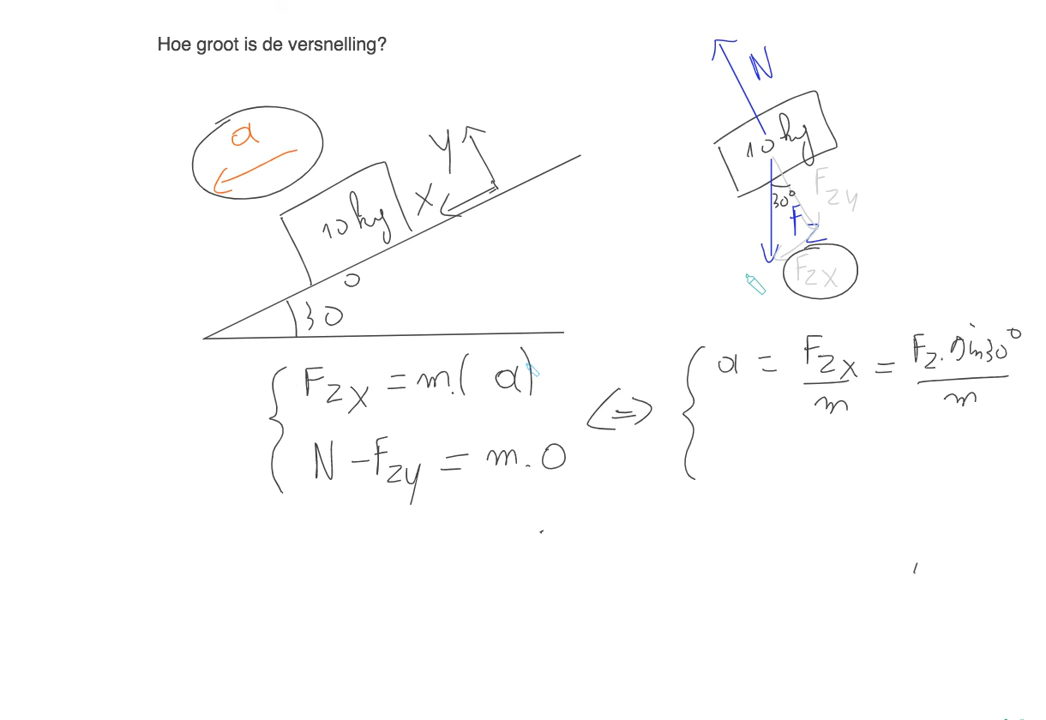 Hoe groot is de versnelling?
N
10 kg
30°
FZ
FZY
FZX
a
Y
X
10 kg
30°
FZX = m.( a)
N - FZY = m. 0
<=>
a = FZX/m = FZ. sin30°/m